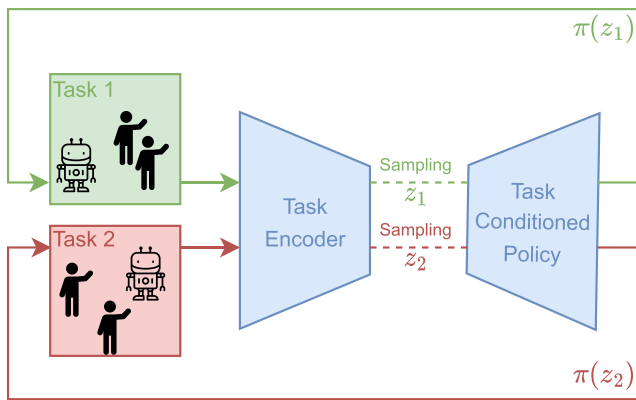 π(z₁)
Task 1
Sampling
z₁
Task
Encoder
Task
Conditioned
Policy
Task 2
Sampling
z₂
π(z₂)